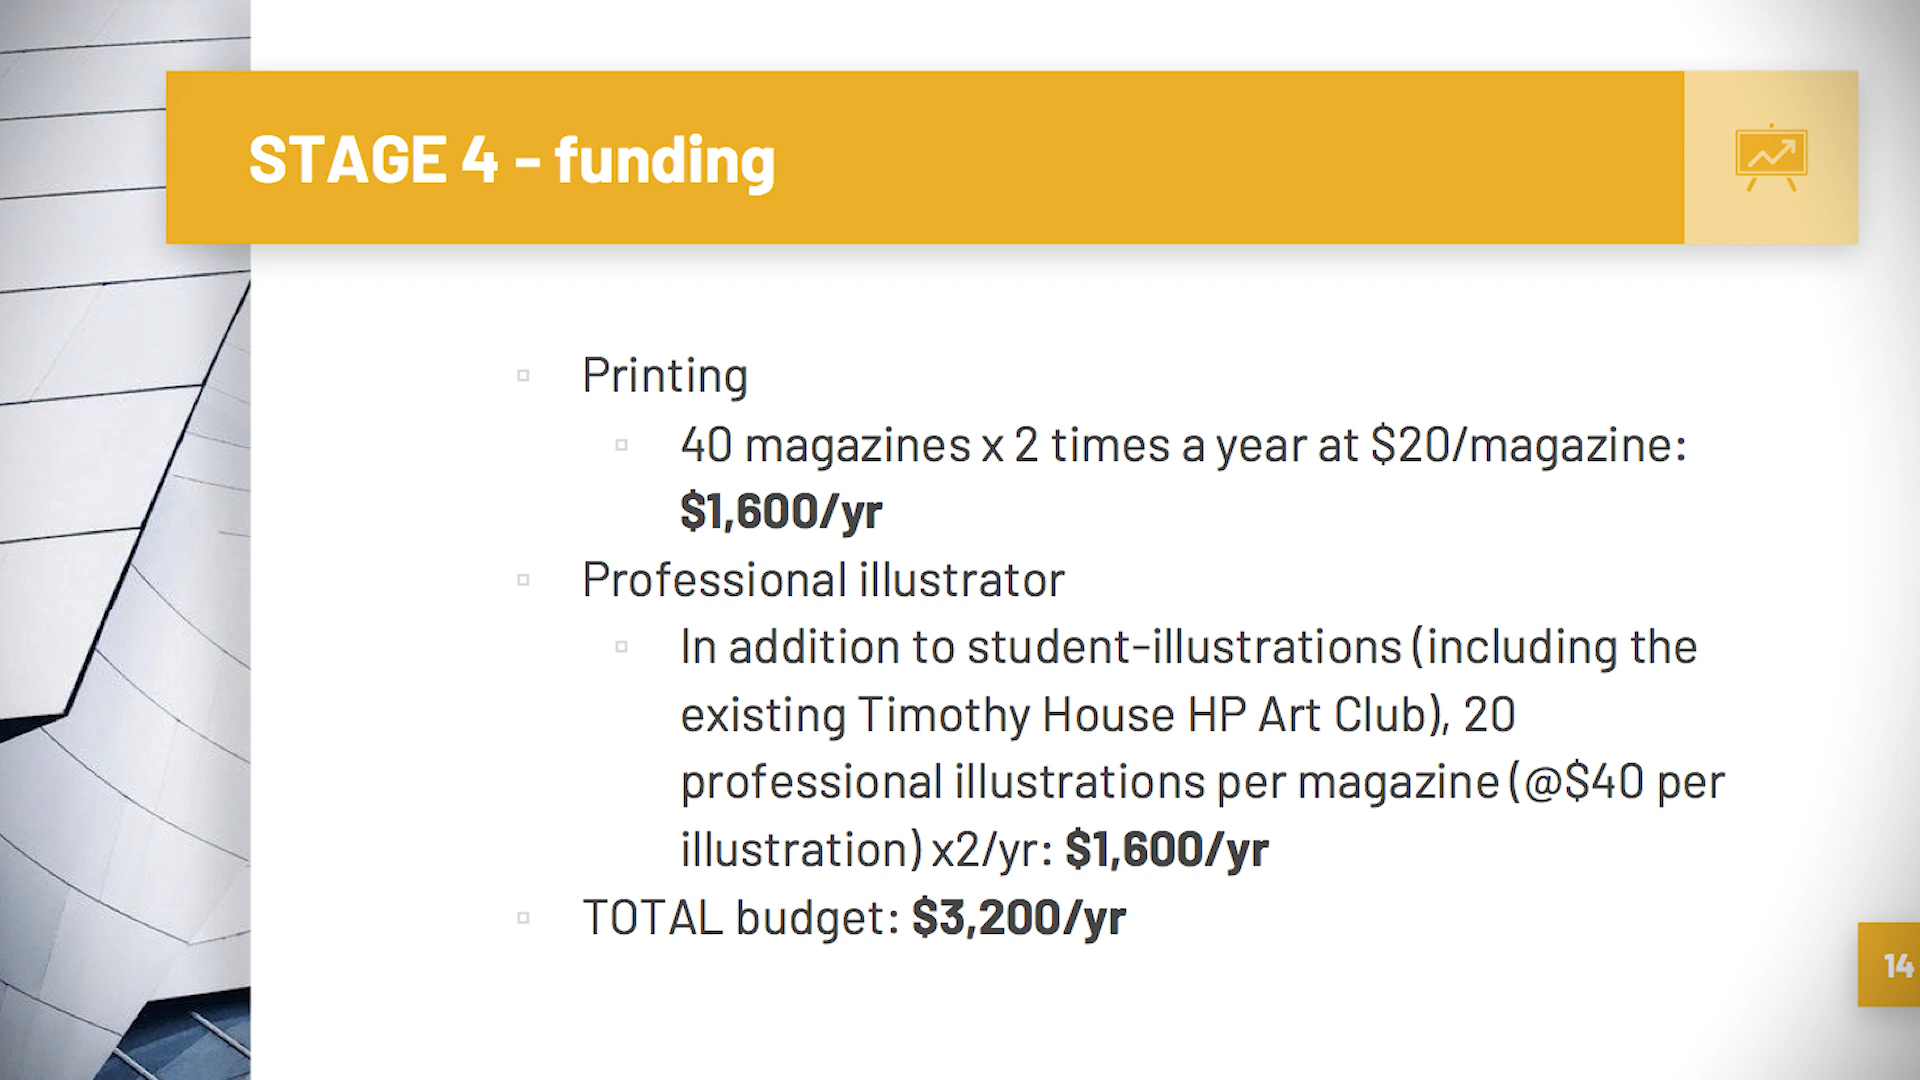 STAGE 4 - funding
Printing
40 magazines x 2 times a year at $20/magazine:
$1,600/yr
Professional illustrator
In addition to student-illustrations (including the
existing Timothy House HP Art Club), 20
professional illustrations per magazine (@$40 per
illustration) x2/yr: $1,600/yr
TOTAL budget: $3,200/yr
14